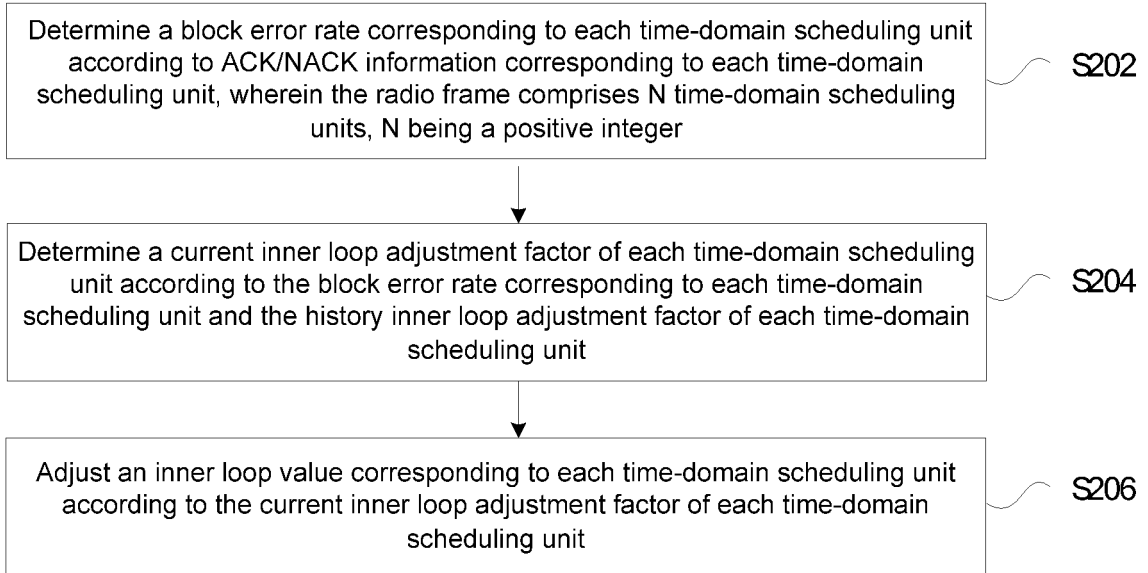 Determine a block error rate corresponding to each time-domain scheduling unit
according to ACK/NACK information corresponding to each time-domain
scheduling unit, wherein the radio frame comprises N time-domain scheduling
units, N being a positive integer
S202
Determine a current inner loop adjustment factor of each time-domain scheduling
unit according to the block error rate corresponding to each time-domain
scheduling unit and the history inner loop adjustment factor of each time-domain
scheduling unit
S204
Adjust an inner loop value corresponding to each time-domain scheduling unit
according to the current inner loop adjustment factor of each time-domain
scheduling unit
S206